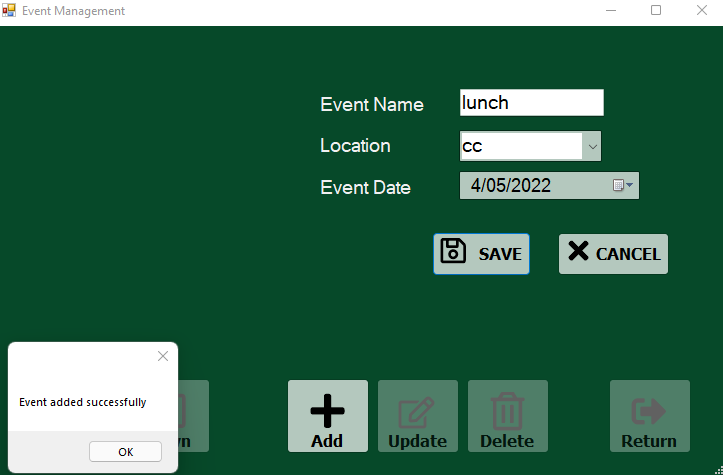 Event Management
Event Name lunch
Location cc
Event Date 4/05/2022
SAVE CANCEL
Event added successfully
OK
Add Update Delete Return